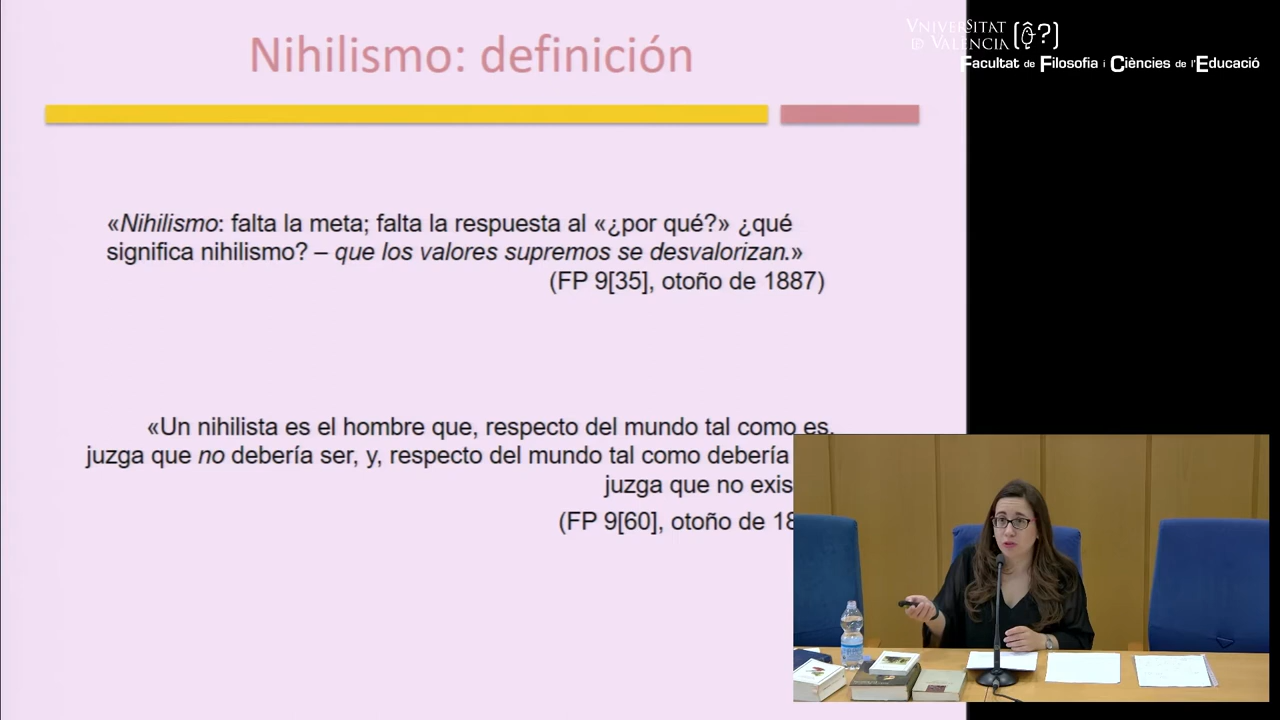 Nihilismo: definición
VNIVERSITAT
DE VALÈNCIA
Facultat de Filosofia i Ciències de l'Educació
«Nihilismo: falta la meta; falta la respuesta al «¿por qué?» ¿qué
significa nihilismo? – que los valores supremos se desvalorizan.»
(FP 9[35], otoño de 1887)
«Un nihilista es el hombre que, respecto del mundo tal como es,
juzga que no debería ser, y, respecto del mundo tal como debería
juzga que no exis
(FP 9[60], otoño de 18